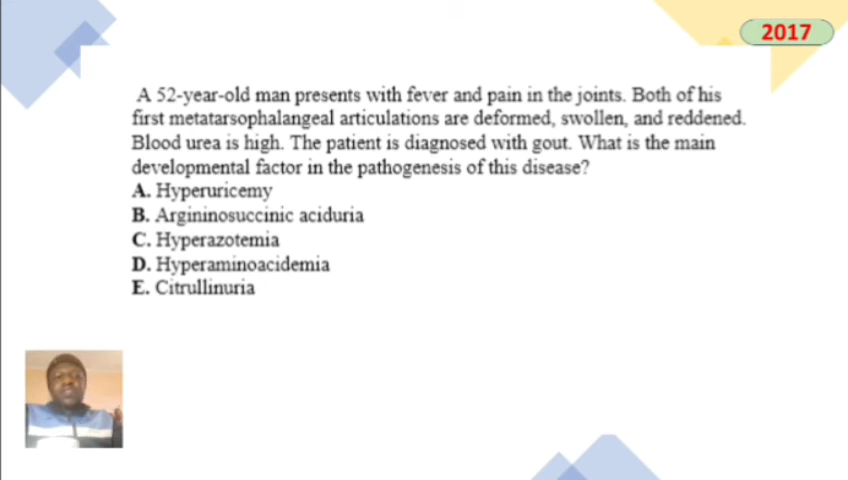 2017
A 52-year-old man presents with fever and pain in the joints. Both of his
first metatarsophalangeal articulations are deformed, swollen, and reddened.
Blood urea is high. The patient is diagnosed with gout. What is the main
developmental factor in the pathogenesis of this disease?
A. Hyperuricemy
B. Argininosuccinic aciduria
C. Hyperazotemia
D. Hyperaminoacidemia
E. Citrullinuria